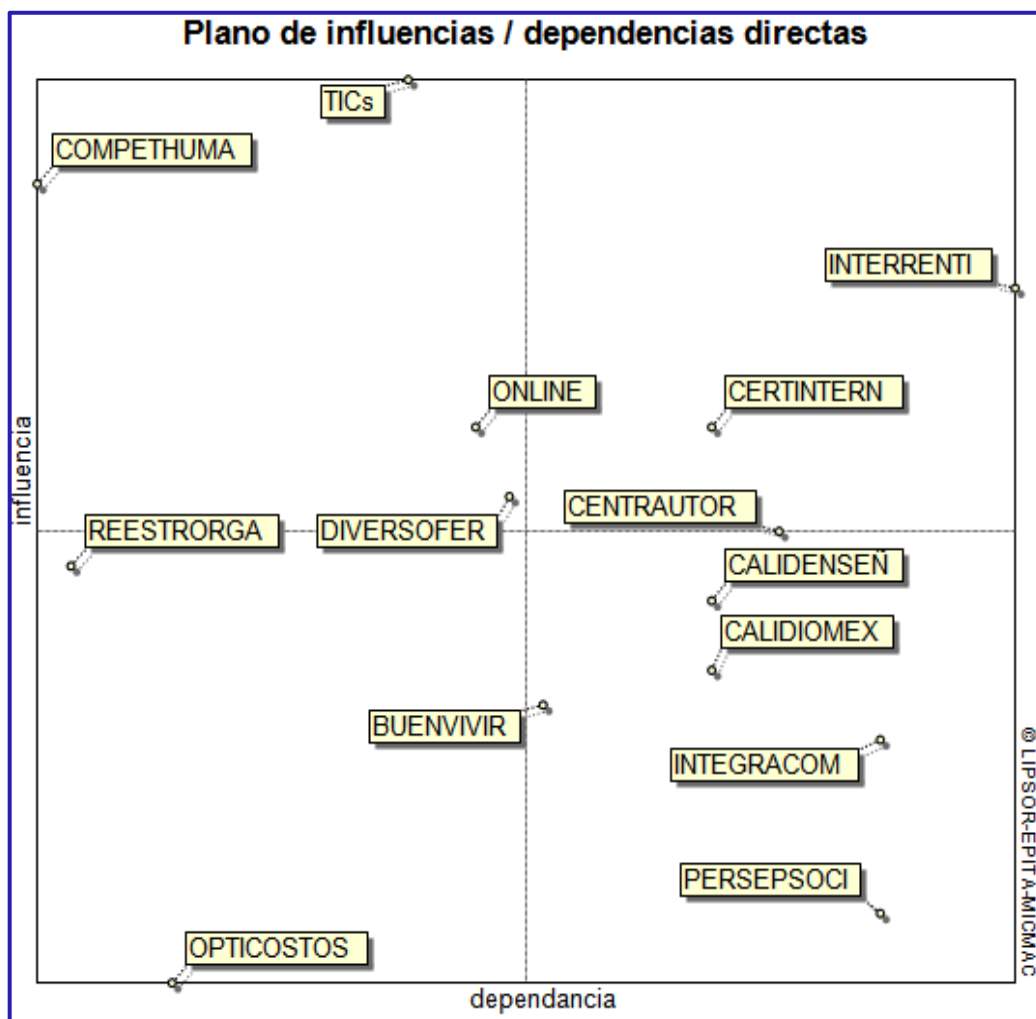 Plano de influencias / dependencias directas
TICs
COMPETHUMA
INTERRENTI
ONLINE
CERTINTERN
influencia
CENTRAUTOR
REESTRORGA
DIVERSOFER
CALIDENSEÑ
CALIDIOMEX
BUENVIVIR
INTEGRACOM
PERSEPSOCI
OPTICOSTOS
dependancia
© LIPSOR-EPITA-MICMAC